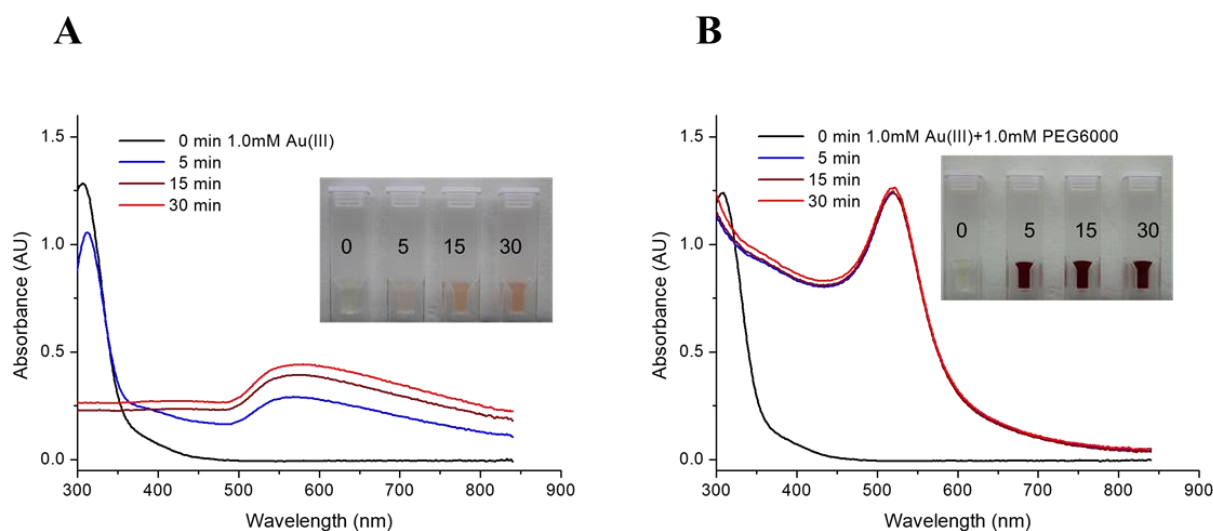 A
Absorbance (AU)
1.5
1.0
0.5
0.0
0 min 1.0mM Au(III)
5 min
15 min
30 min
0 5 15 30
300 400 500 600 700 800 900
Wavelength (nm)
B
Absorbance (AU)
1.5
1.0
0.5
0.0
0 min 1.0mM Au(III)+1.0mM PEG6000
5 min
15 min
30 min
0 5 15 30
300 400 500 600 700 800 900
Wavelength (nm)